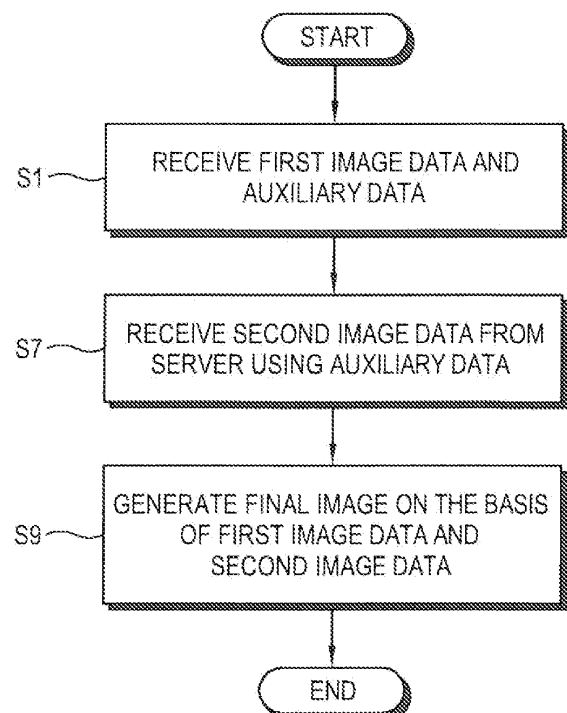 START
S1
RECEIVE FIRST IMAGE DATA AND
AUXILIARY DATA
S7
RECEIVE SECOND IMAGE DATA FROM
SERVER USING AUXILIARY DATA
S9
GENERATE FINAL IMAGE ON THE BASIS
OF FIRST IMAGE DATA AND
SECOND IMAGE DATA
END